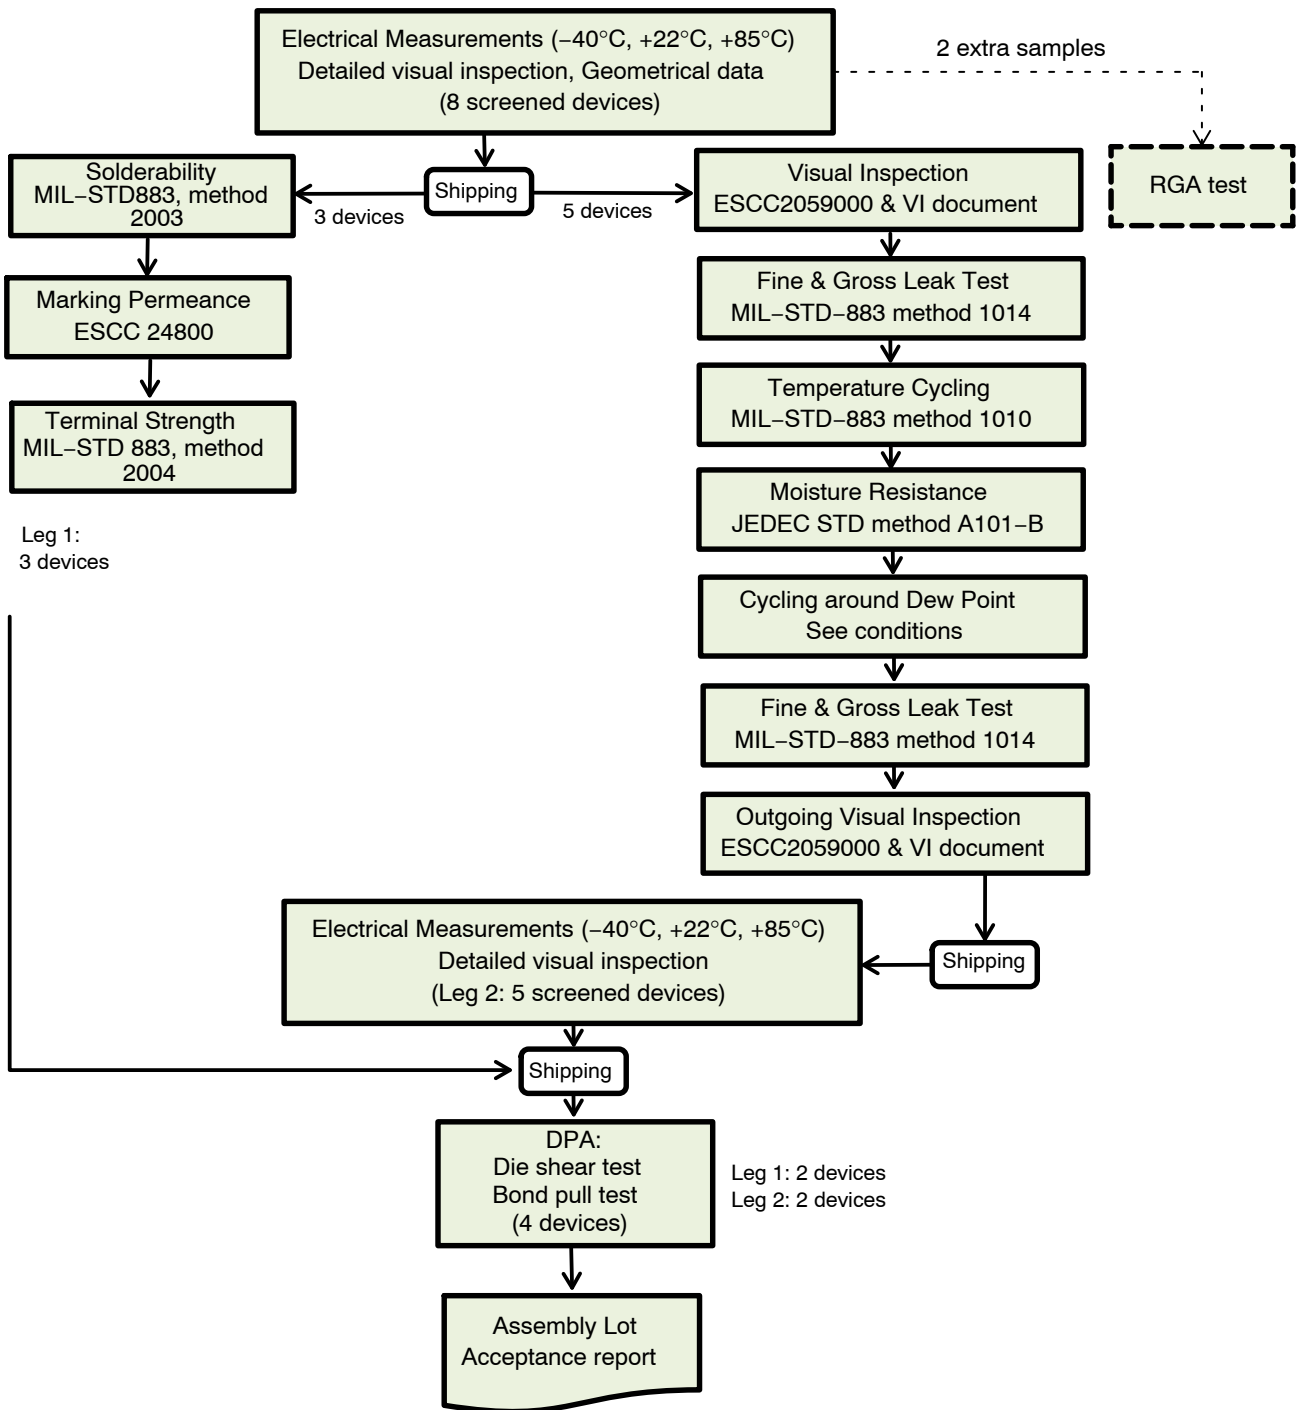 Electrical Measurements (−40°C, +22°C, +85°C)
Detailed visual inspection, Geometrical data
(8 screened devices)
2 extra samples
RGA test
Shipping
3 devices
5 devices
Solderability
MIL−STD883, method
2003
Marking Permeance
ESCC 24800
Terminal Strength
MIL−STD 883, method
2004
Leg 1:
3 devices
Visual Inspection
ESCC2059000 & VI document
Fine & Gross Leak Test
MIL−STD−883 method 1014
Temperature Cycling
MIL−STD−883 method 1010
Moisture Resistance
JEDEC STD method A101−B
Cycling around Dew Point
See conditions
Fine & Gross Leak Test
MIL−STD−883 method 1014
Outgoing Visual Inspection
ESCC2059000 & VI document
Shipping
Electrical Measurements (−40°C, +22°C, +85°C)
Detailed visual inspection
(Leg 2: 5 screened devices)
Shipping
DPA:
Die shear test
Bond pull test
(4 devices)
Leg 1: 2 devices
Leg 2: 2 devices
Assembly Lot
Acceptance report